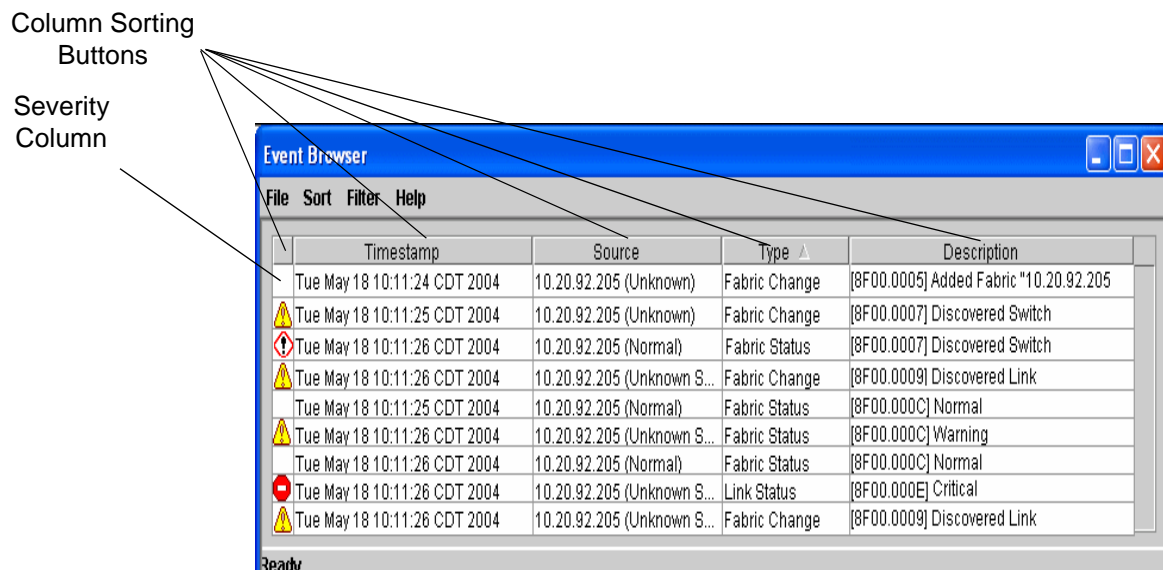 Column Sorting
Buttons
Severity
Column
Event Browser
File Sort Filter Help
Timestamp Source Type Description
Tue May 18 10:11:24 CDT 2004 10.20.92.205 (Unknown) Fabric Change [8F00.0005] Added Fabric "10.20.92.205
Tue May 18 10:11:25 CDT 2004 10.20.92.205 (Unknown) Fabric Change [8F00.0007] Discovered Switch
Tue May 18 10:11:26 CDT 2004 10.20.92.205 (Normal) Fabric Status [8F00.0007] Discovered Switch
Tue May 18 10:11:26 CDT 2004 10.20.92.205 (Unknown S... Fabric Change [8F00.0009] Discovered Link
Tue May 18 10:11:25 CDT 2004 10.20.92.205 (Normal) Fabric Status [8F00.000C] Normal
Tue May 18 10:11:26 CDT 2004 10.20.92.205 (Unknown S... Fabric Status [8F00.000C] Warning
Tue May 18 10:11:26 CDT 2004 10.20.92.205 (Normal) Fabric Status [8F00.000C] Normal
Tue May 18 10:11:26 CDT 2004 10.20.92.205 (Unknown S... Link Status [8F00.000E] Critical
Tue May 18 10:11:26 CDT 2004 10.20.92.205 (Unknown S... Fabric Change [8F00.0009] Discovered Link
Ready